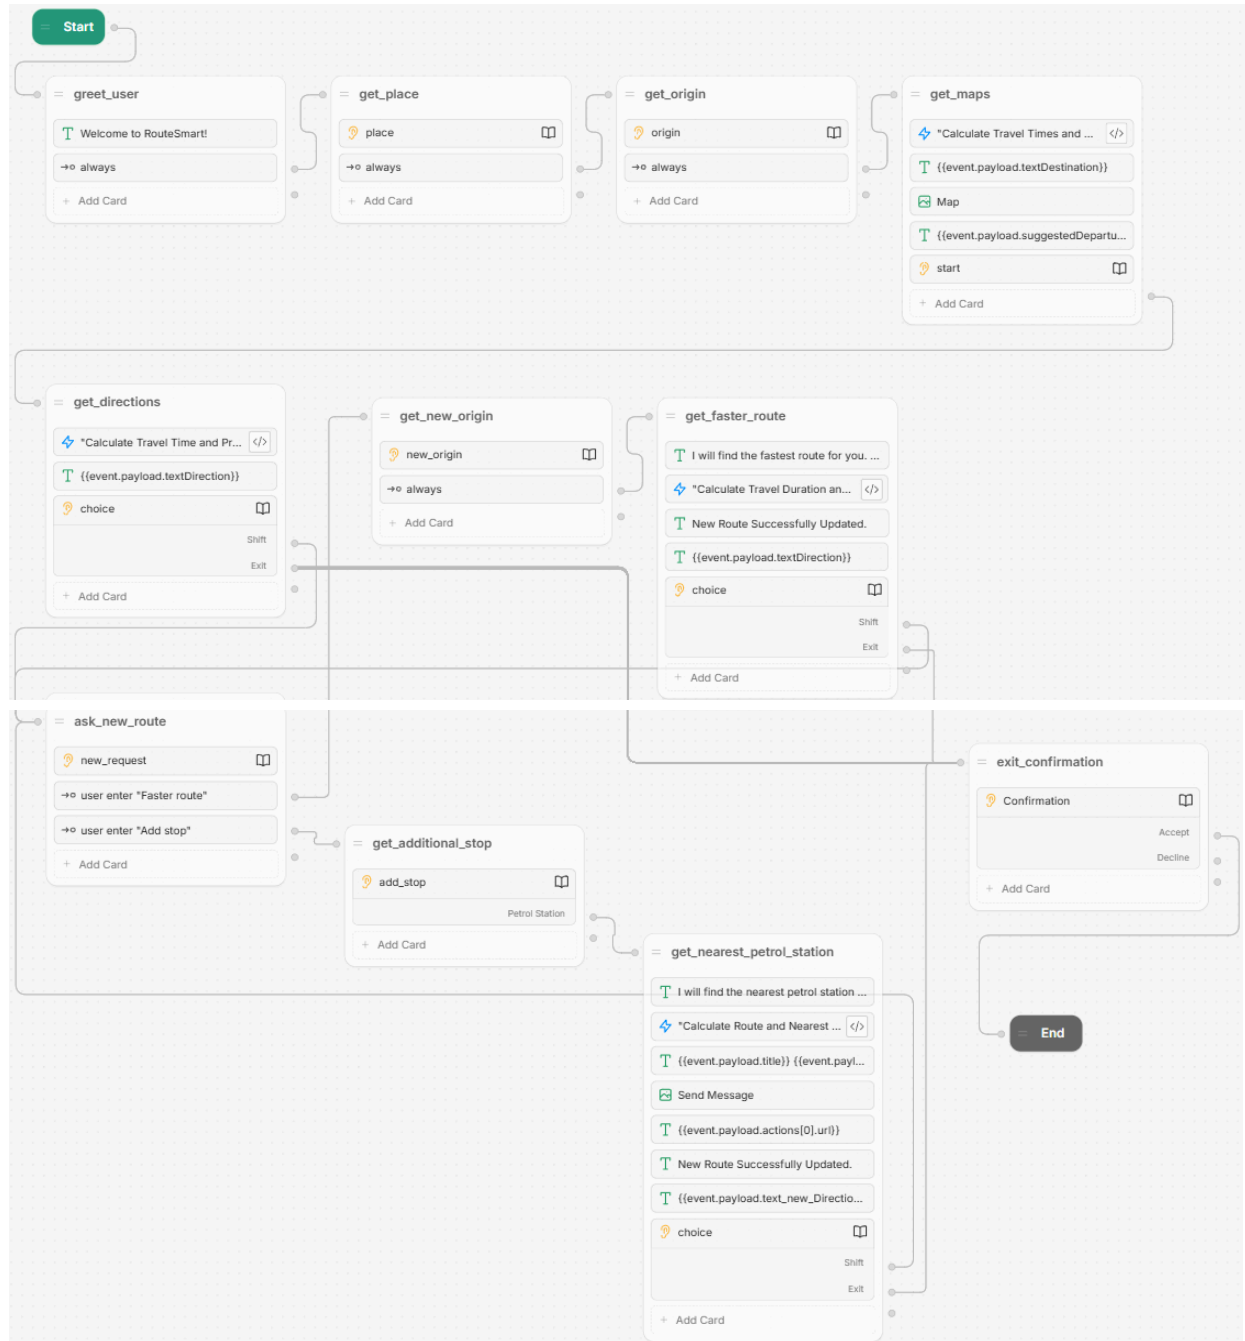 Start
greet_user
Welcome to RouteSmart!
always
+ Add Card
get_place
place
always
+ Add Card
get_origin
origin
always
+ Add Card
get_maps
"Calculate Travel Times and ...
</>
{{event.payload.textDestination}}
Map
{{event.payload.suggestedDepartu...
start
+ Add Card
get_directions
"Calculate Travel Time and Pr...
</>
{{event.payload.textDirection}}
choice
Shift
Exit
+ Add Card
get_new_origin
new_origin
always
+ Add Card
get_faster_route
I will find the fastest route for you. ...
"Calculate Travel Duration an...
</>
New Route Successfully Updated.
{{event.payload.textDirection}}
choice
Shift
Exit
+ Add Card
ask_new_route
new_request
user enter "Faster route"
user enter "Add stop"
+ Add Card
get_additional_stop
add_stop
Petrol Station
+ Add Card
get_nearest_petrol_station
I will find the nearest petrol station ...
"Calculate Route and Nearest ...
</>
{{event.payload.title}} {{event.payl...
Send Message
{{event.payload.actions[0].url}}
New Route Successfully Updated.
{{event.payload.text_new_Directio...
choice
Shift
Exit
+ Add Card
exit_confirmation
Confirmation
Accept
Decline
+ Add Card
End